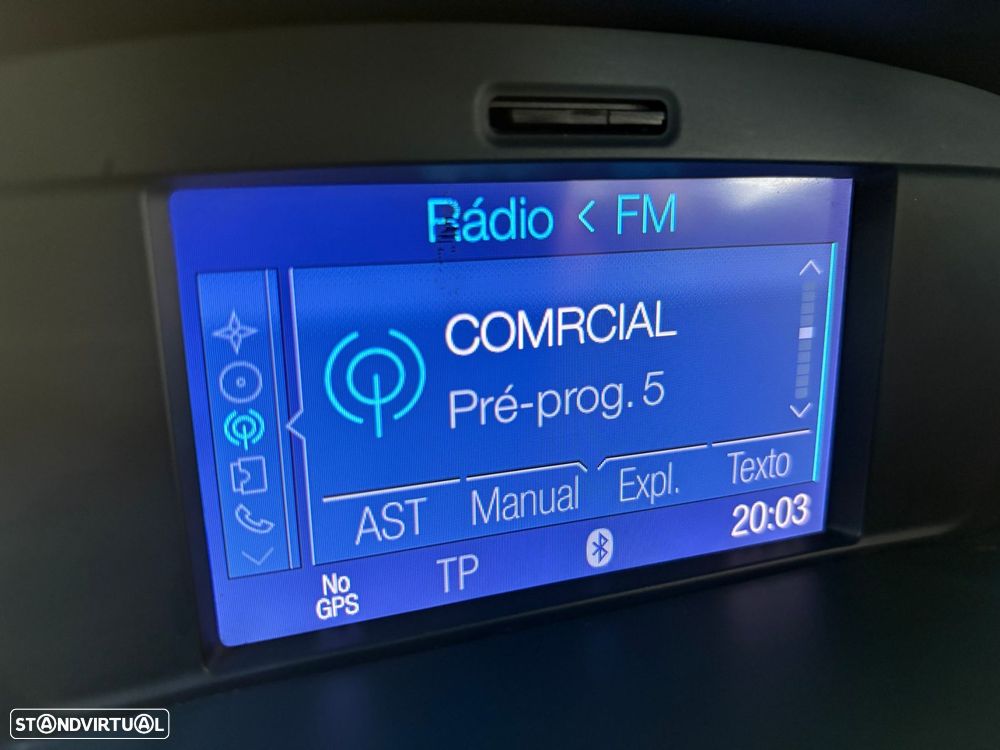 Rádio < FM
COMRCIAL
Pré-prog. 5
AST Manual Expl. Texto
No GPS TP 20:03
STANDVIRTUAL